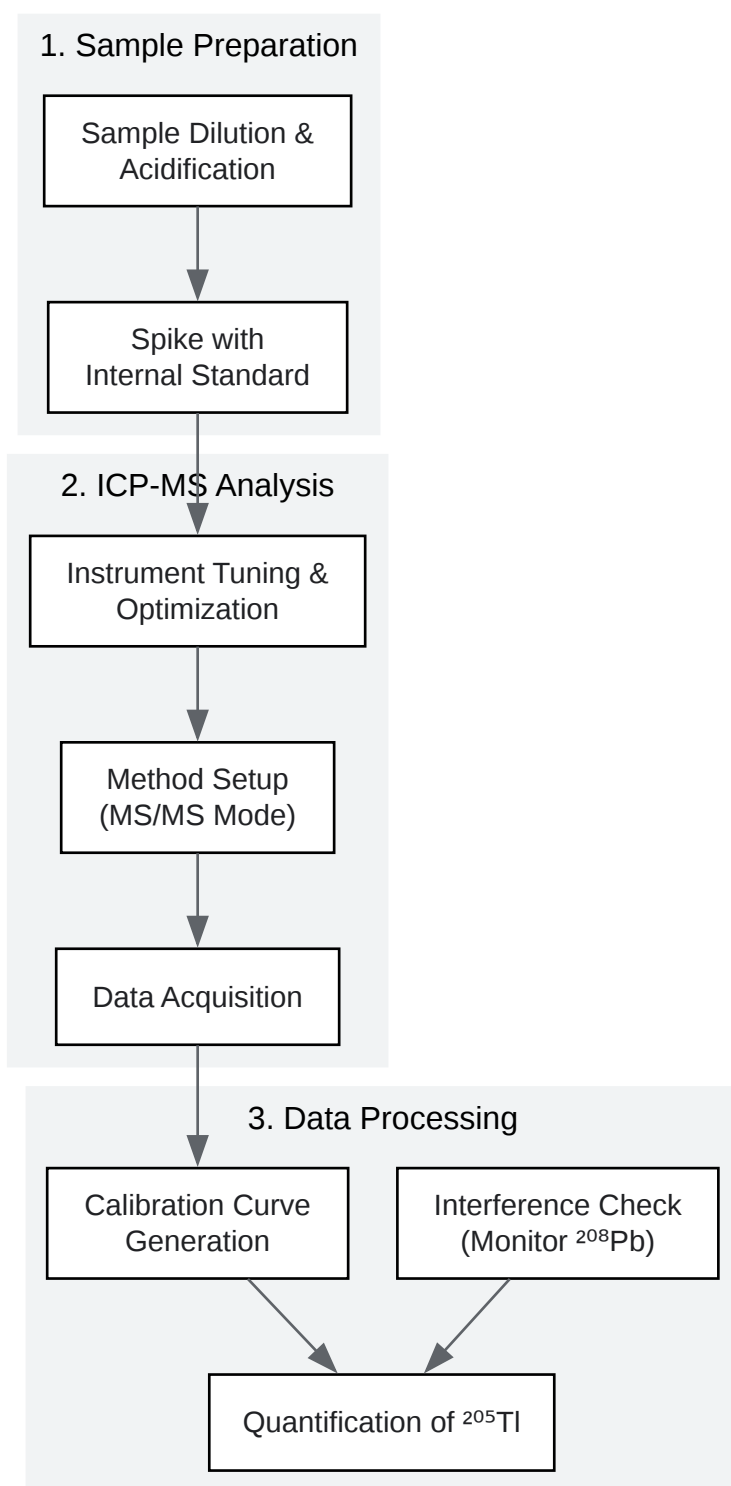 1. Sample Preparation
Sample Dilution &
Acidification
Spike with
Internal Standard
2. ICP-MS Analysis
Instrument Tuning &
Optimization
Method Setup
(MS/MS Mode)
Data Acquisition
3. Data Processing
Calibration Curve
Generation
Interference Check
(Monitor ²⁰⁸Pb)
Quantification of ²⁰⁵Tl